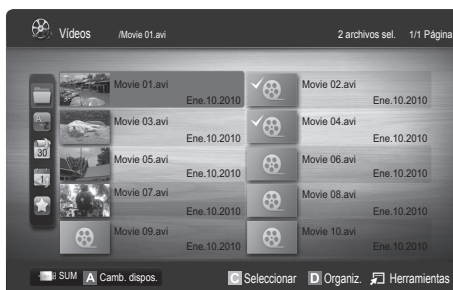 Vídeos /Movie 01.avi 2 archivos sel. 1/1 Página
Movie 01.avi Movie 02.avi
Ene.10.2010 Ene.10.2010
Movie 03.avi Movie 04.avi
Ene.10.2010 Ene.10.2010
Movie 05.avi Movie 06.avi
Ene.10.2010 Ene.10.2010
Movie 07.avi Movie 08.avi
Ene.10.2010 Ene.10.2010
Movie 09.avi Movie 10.avi
Ene.10.2010 Ene.10.2010
SUM A Camb. dispos. C Seleccionar D Organiz. Herramientas